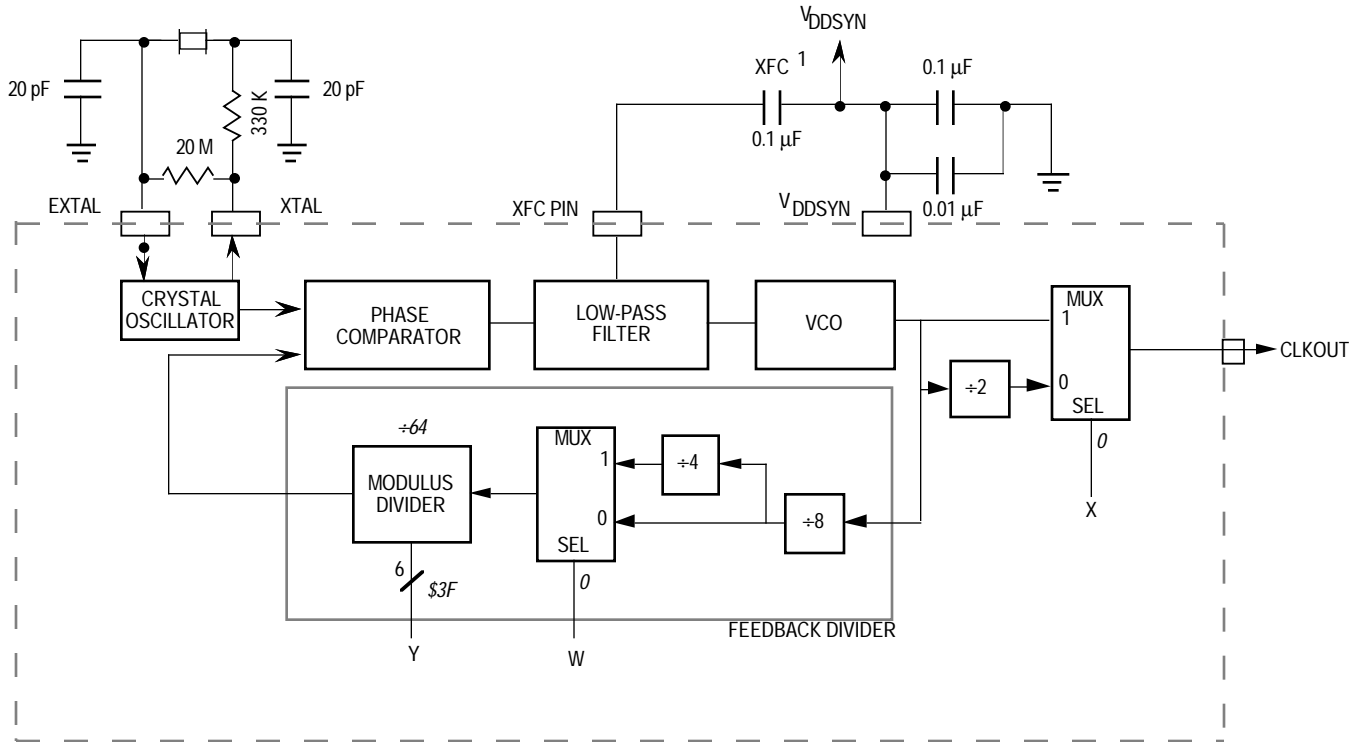 VDDSYN
XFC 1
0.1 µF
0.1 µF
0.01 µF
VDDSYN
20 pF
20 pF
330 K
20 M
EXTAL
XTAL
XFC PIN
CRYSTAL
OSCILLATOR
PHASE
COMPARATOR
LOW-PASS
FILTER
VCO
MUX
1
0
SEL
0
X
÷2
CLKOUT
÷64
MODULUS
DIVIDER
6
$3F
Y
MUX
1
0
SEL
0
W
÷4
÷8
FEEDBACK DIVIDER